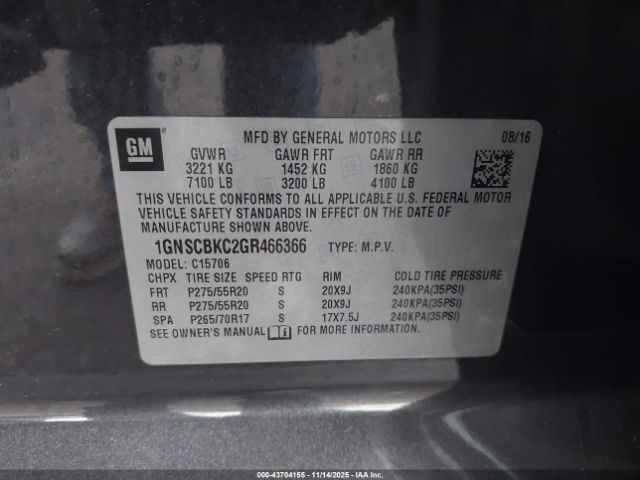 GM
MFD BY GENERAL MOTORS LLC 08/16
GVWR GAWR FRT GAWR RR
3221 KG 1452 KG 1860 KG
7100 LB 3200 LB 4100 LB
THIS VEHICLE CONFORMS TO ALL APPLICABLE U.S. FEDERAL MOTOR
VEHICLE SAFETY STANDARDS IN EFFECT ON THE DATE OF
MANUFACTURE SHOWN ABOVE.
1GNSCBKC2GR466366 TYPE: M.P.V.
MODEL: C15706
CHPX TIRE SIZE SPEED RTG RIM COLD TIRE PRESSURE
FRT P275/55R20 S 20X9J 240KPA(35PSI)
RR P275/55R20 S 20X9J 240KPA(35PSI)
SPA P265/70R17 S 17X7.5J 240KPA(35PSI)
SEE OWNER'S MANUAL FOR MORE INFORMATION.
000-43704155 - 11/14/2025 - IAAI, Inc.